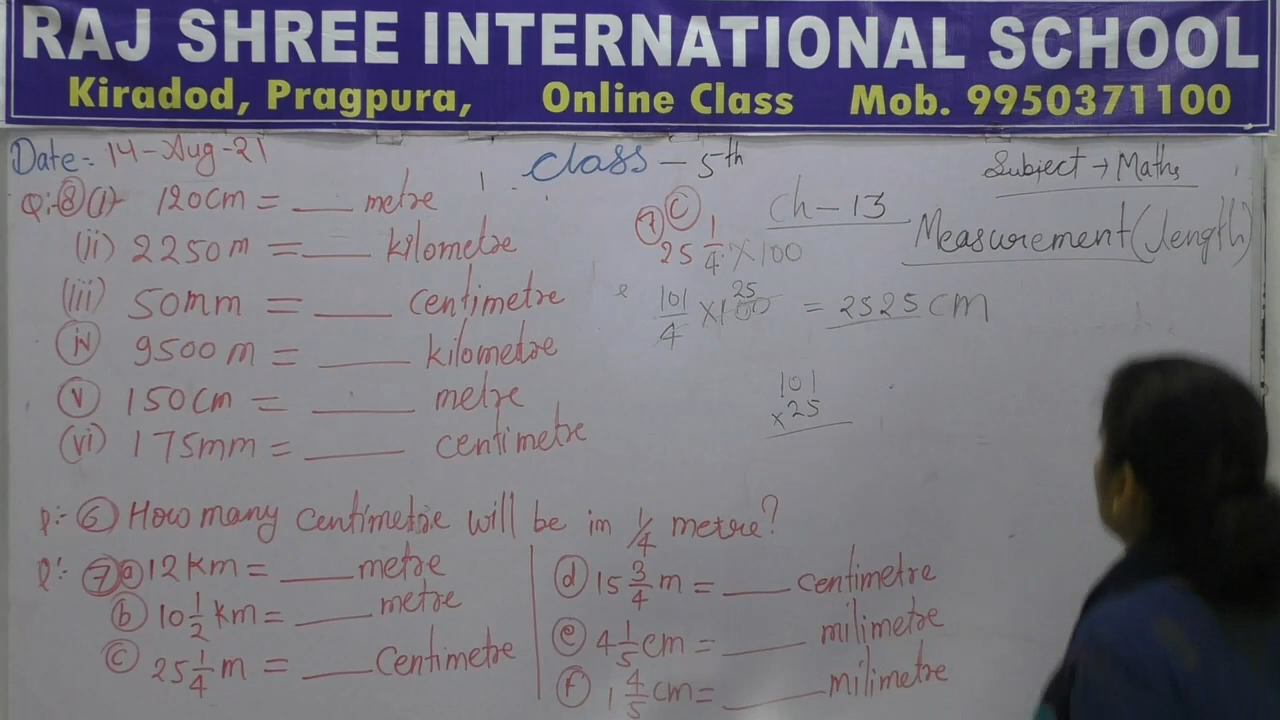 RAJ SHREE INTERNATIONAL SCHOOL
Kiradod, Pragpura, Online Class Mob. 9950371100
Date:- 14-Aug-21
Class - 5th
Subject → Maths
Ch-13
Measurement (length)
Q:- 8 (i) 120cm = ___ metre
(ii) 2250m = ___ kilometre
(iii) 50mm = ___ centimetre
(iv) 9500m = ___ kilometre
(v) 150cm = ___ metre
(vi) 175mm = ___ centimetre
7 C
25 1/4 × 100
101/4 × 100 25 = 2525 cm
101
×25
Q:- 6 How many centimetre will be in 1/4 metre?
Q:- 7 a 12km = ___ metre
b 10 1/2 km = ___ metre
c 25 1/4 m = ___ Centimetre
d 15 3/4 m = ___ centimetre
e 4 1/5 cm = ___ milimetre
f 1 4/5 cm = ___ milimetre